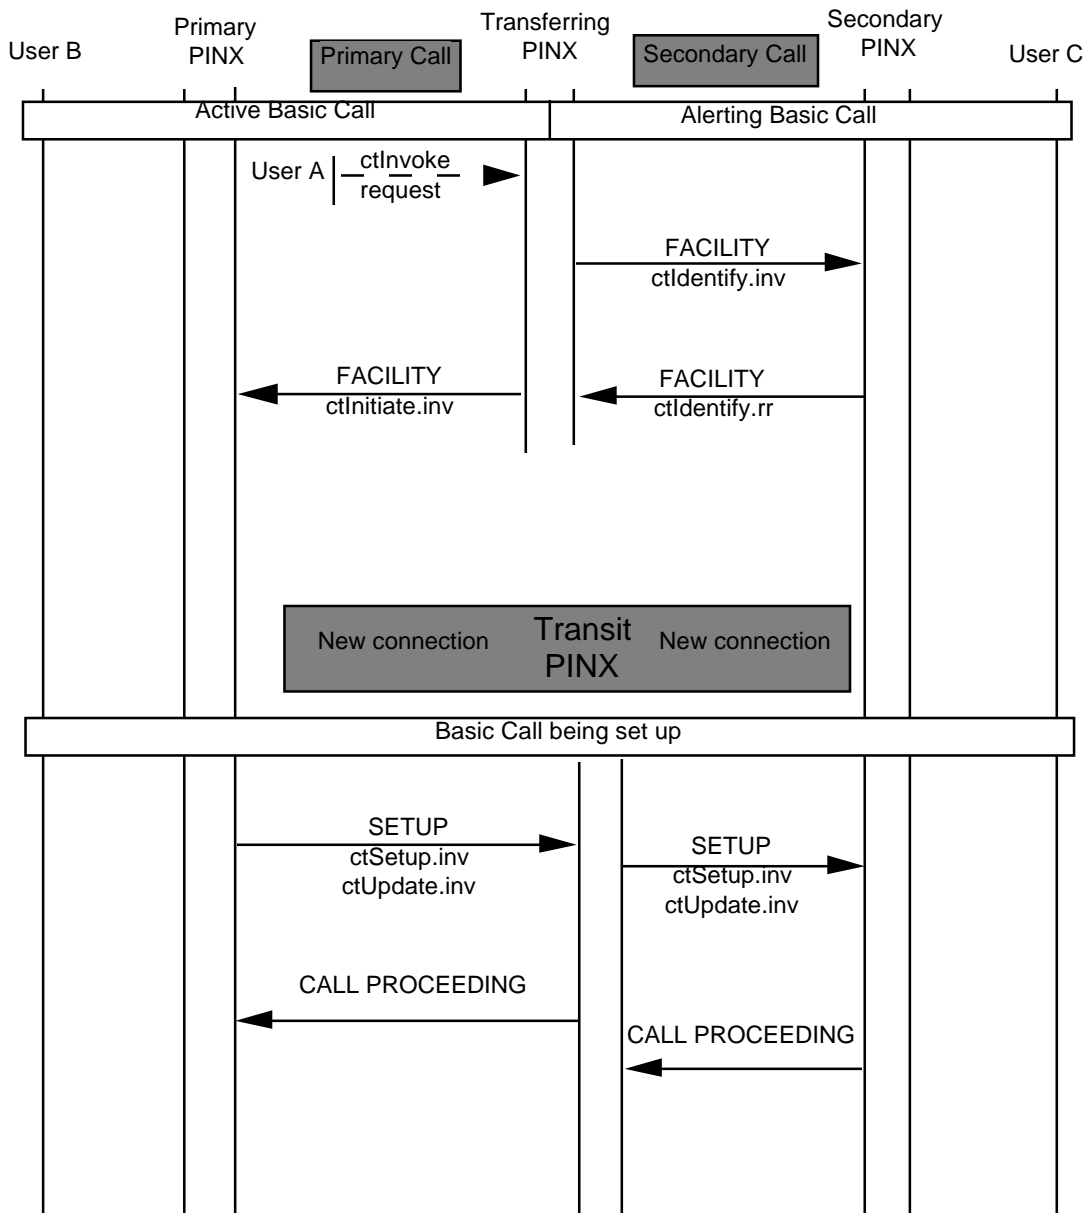 User B
Primary
PINX
Primary Call
Transferring
PINX
Secondary Call
Secondary
PINX
User C
Active Basic Call
Alerting Basic Call
User A
ctInvoke
request
FACILITY
ctIdentify.inv
FACILITY
ctInitiate.inv
FACILITY
ctIdentify.rr
New connection
Transit
PINX
New connection
Basic Call being set up
SETUP
ctSetup.inv
ctUpdate.inv
SETUP
ctSetup.inv
ctUpdate.inv
CALL PROCEEDING
CALL PROCEEDING